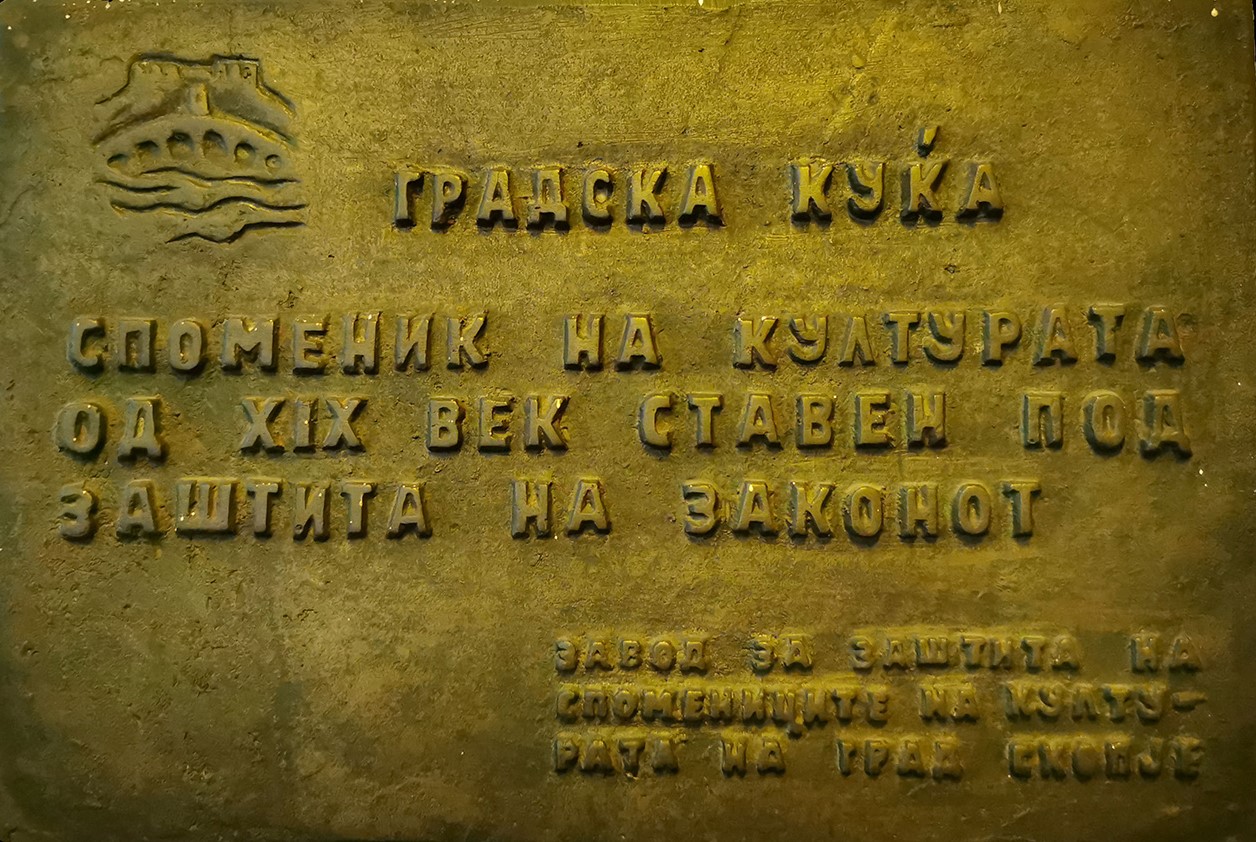 ГРАДСКА КУЌА
СПОМЕНИК НА КУЛТУРАТА
ОД XIX ВЕК СТАВЕН ПОД
ЗАШТИТА НА ЗАКОНОТ
ЗАВОД ЗА ЗАШТИТА НА
СПОМЕНИЦИТЕ НА КУЛТУ-
РАТА НА ГРАД СКОПЈЕ